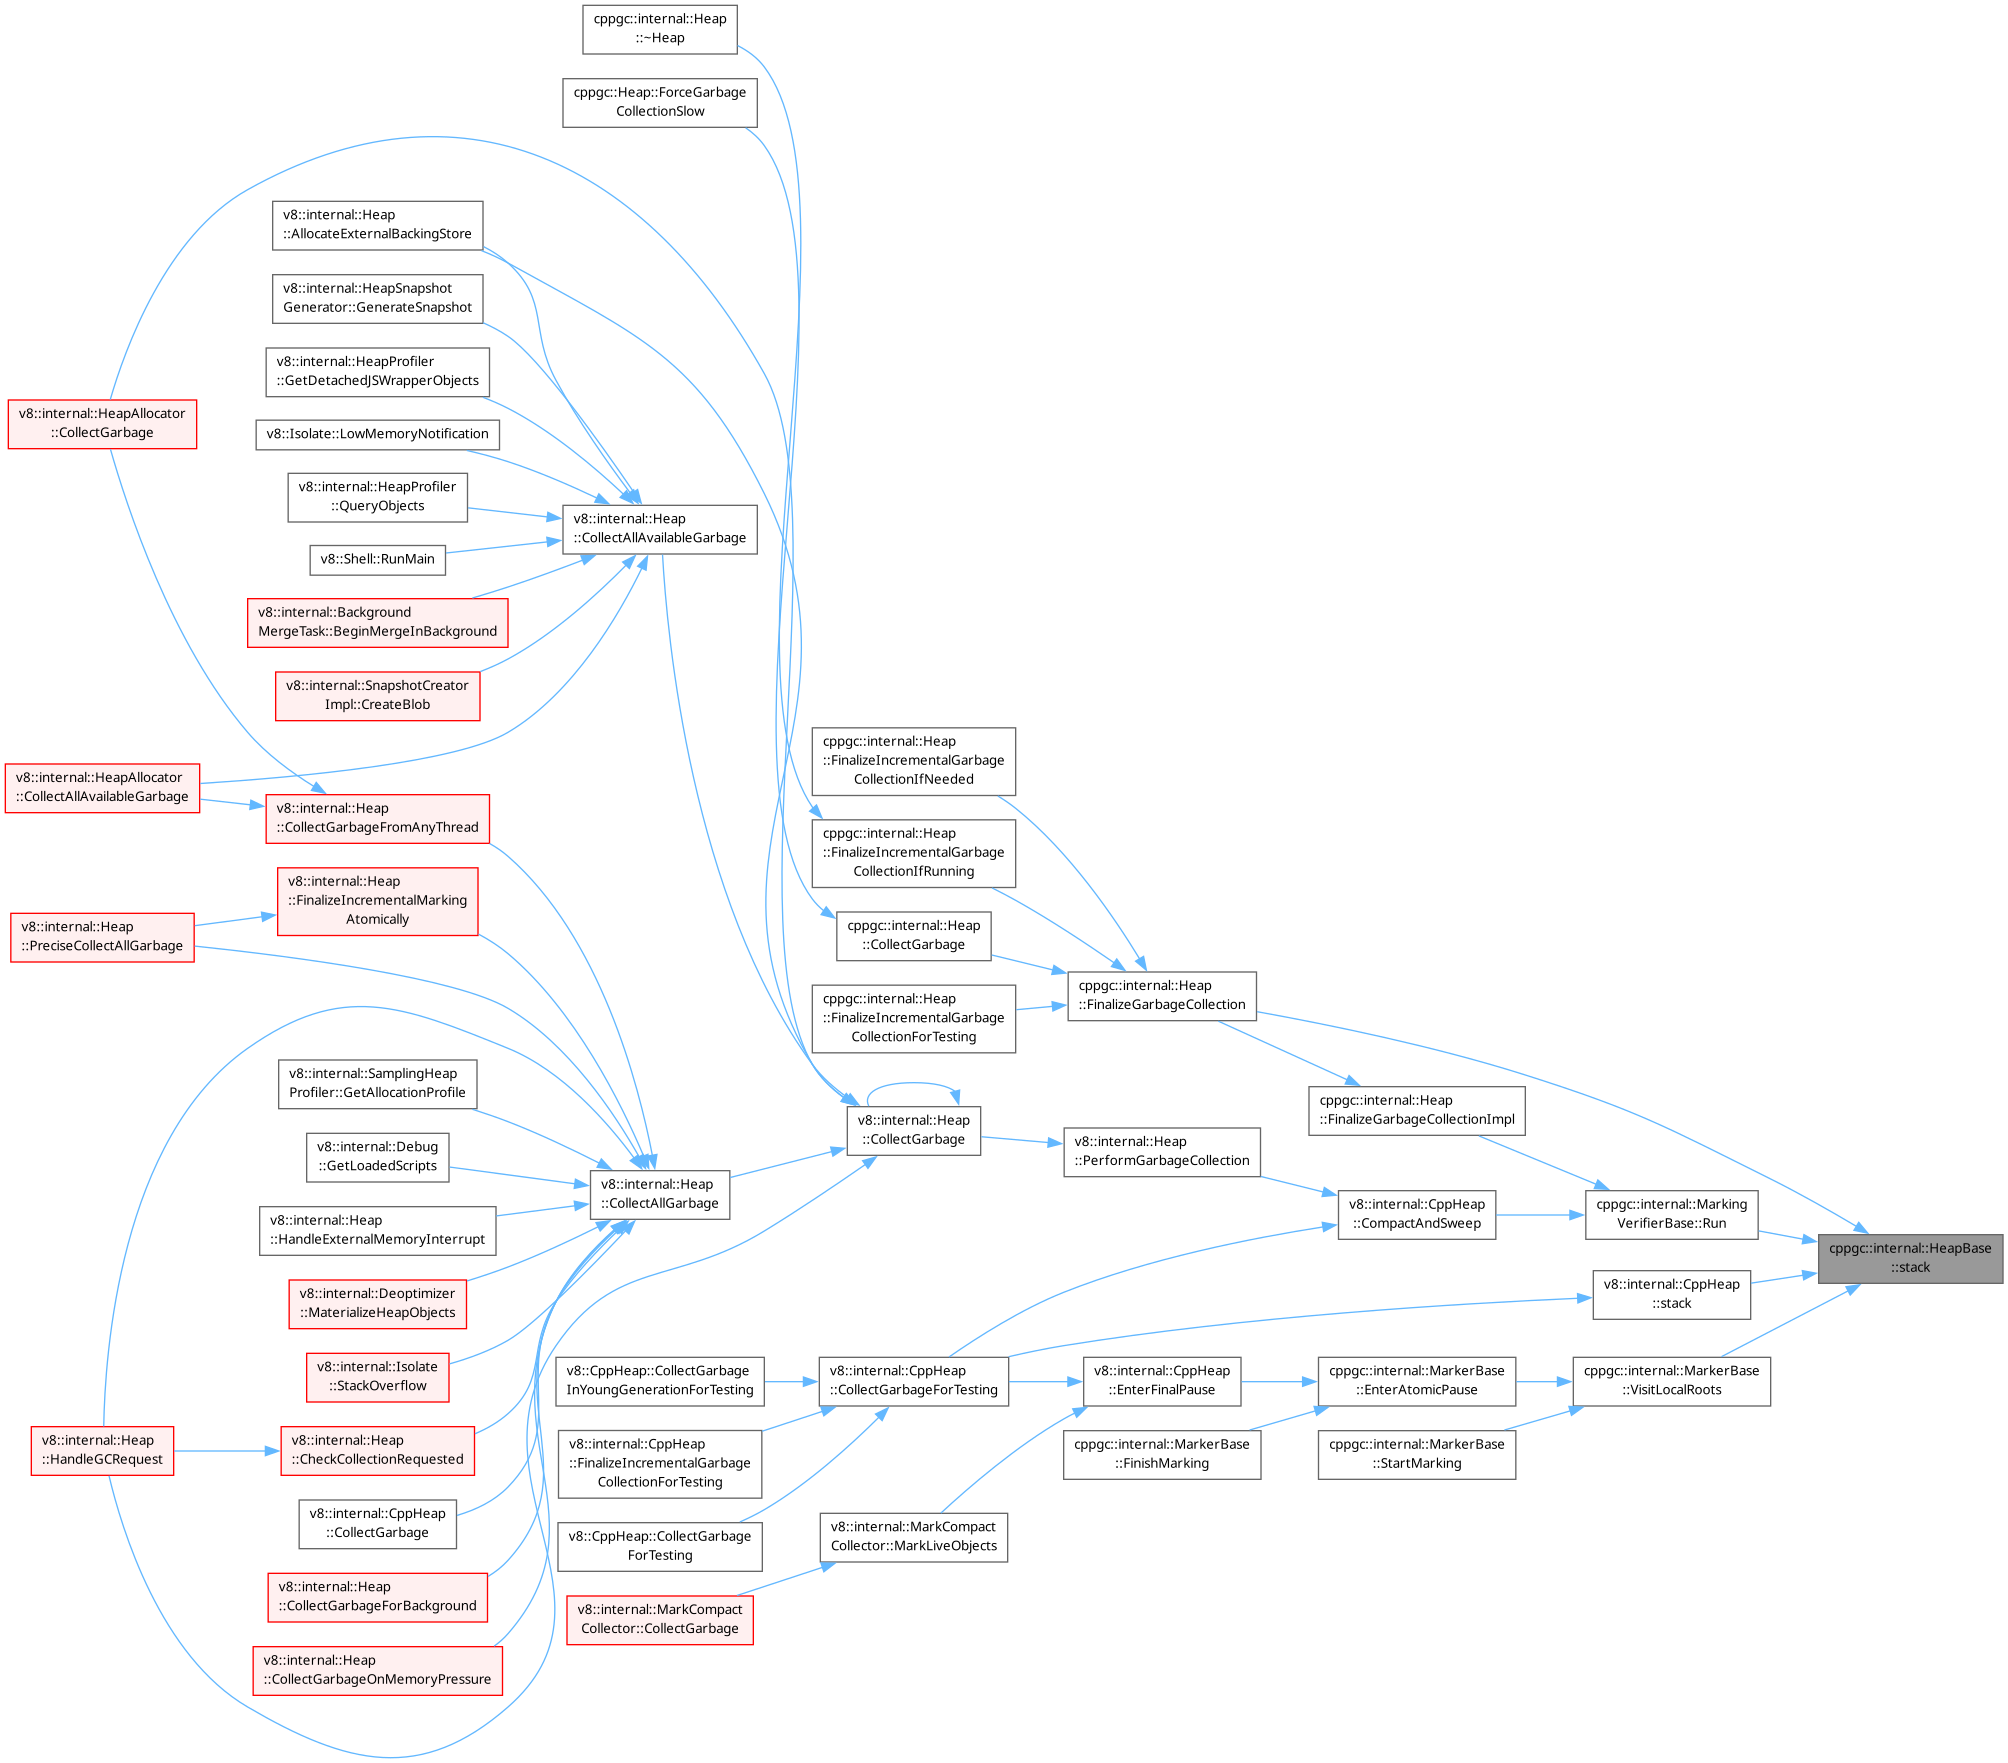 cppgc::internal::Heap
::~Heap
cppgc::Heap::ForceGarbage
CollectionSlow
v8::internal::Heap
::AllocateExternalBackingStore
v8::internal::HeapSnapshot
Generator::GenerateSnapshot
v8::internal::HeapProfiler
::GetDetachedJSWrapperObjects
v8::internal::HeapAllocator
::CollectGarbage
v8::Isolate::LowMemoryNotification
v8::internal::HeapProfiler
::QueryObjects
v8::internal::Heap
::CollectAllAvailableGarbage
v8::Shell::RunMain
v8::internal::Background
MergeTask::BeginMergeInBackground
v8::internal::SnapshotCreator
Impl::CreateBlob
cppgc::internal::Heap
::FinalizeIncrementalGarbage
CollectionIfNeeded
v8::internal::HeapAllocator
::CollectAllAvailableGarbage
v8::internal::Heap
::CollectGarbageFromAnyThread
cppgc::internal::Heap
::FinalizeIncrementalGarbage
CollectionIfRunning
v8::internal::Heap
::FinalizeIncrementalMarking
Atomically
v8::internal::Heap
::PreciseCollectAllGarbage
cppgc::internal::Heap
::CollectGarbage
cppgc::internal::Heap
::FinalizeGarbageCollection
cppgc::internal::Heap
::FinalizeIncrementalGarbage
CollectionForTesting
v8::internal::SamplingHeap
Profiler::GetAllocationProfile
cppgc::internal::Heap
::FinalizeGarbageCollectionImpl
v8::internal::Heap
::CollectGarbage
v8::internal::Heap
::PerformGarbageCollection
v8::internal::Debug
::GetLoadedScripts
v8::internal::Heap
::CollectAllGarbage
v8::internal::CppHeap
::CompactAndSweep
cppgc::internal::Marking
VerifierBase::Run
v8::internal::Heap
::HandleExternalMemoryInterrupt
cppgc::internal::HeapBase
::stack
v8::internal::CppHeap
::stack
v8::internal::Deoptimizer
::MaterializeHeapObjects
v8::internal::Isolate
::StackOverflow
v8::CppHeap::CollectGarbage
InYoungGenerationForTesting
v8::internal::CppHeap
::CollectGarbageForTesting
v8::internal::CppHeap
::EnterFinalPause
cppgc::internal::MarkerBase
::EnterAtomicPause
cppgc::internal::MarkerBase
::VisitLocalRoots
v8::internal::Heap
::HandleGCRequest
v8::internal::Heap
::CheckCollectionRequested
v8::internal::CppHeap
::FinalizeIncrementalGarbage
CollectionForTesting
cppgc::internal::MarkerBase
::FinishMarking
cppgc::internal::MarkerBase
::StartMarking
v8::internal::CppHeap
::CollectGarbage
v8::CppHeap::CollectGarbage
ForTesting
v8::internal::MarkCompact
Collector::MarkLiveObjects
v8::internal::Heap
::CollectGarbageForBackground
v8::internal::MarkCompact
Collector::CollectGarbage
v8::internal::Heap
::CollectGarbageOnMemoryPressure